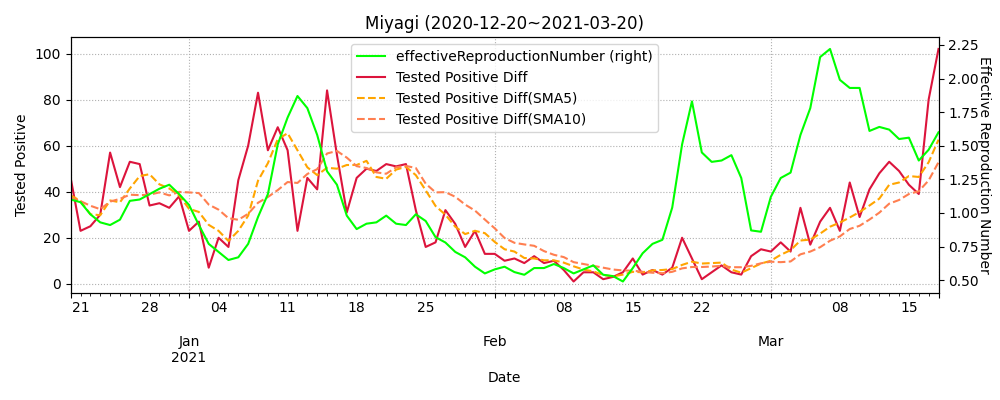 Miyagi (2020-12-20~2021-03-20)
effectiveReproductionNumber (right)
Tested Positive Diff
Tested Positive Diff(SMA5)
Tested Positive Diff(SMA10)
Tested Positive
100
80
60
40
20
0
2.25
2.00
1.75
1.50
1.25
1.00
0.75
0.50
Effective Reproduction Number
21 28 04 11 18 25 08 15 22 08 15
Jan Feb Mar
2021
Date